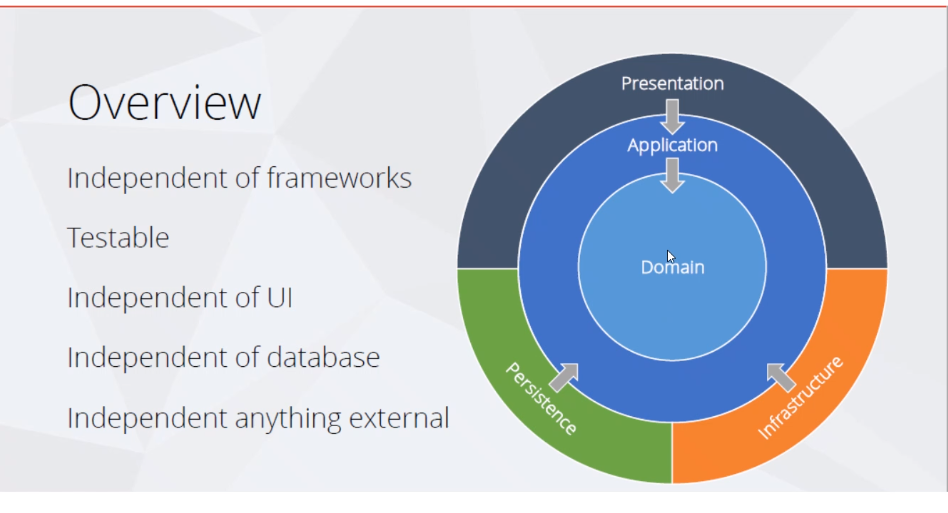 Overview
Independent of frameworks
Testable
Independent of UI
Independent of database
Independent anything external
Presentation
Application
Domain
Persistence
Infrastructure